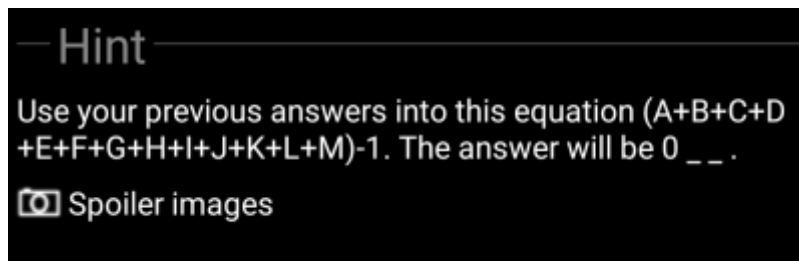 Hint
Use your previous answers into this equation (A+B+C+D
+E+F+G+H+I+J+K+L+M)-1. The answer will be 0 _ _ .
Spoiler images